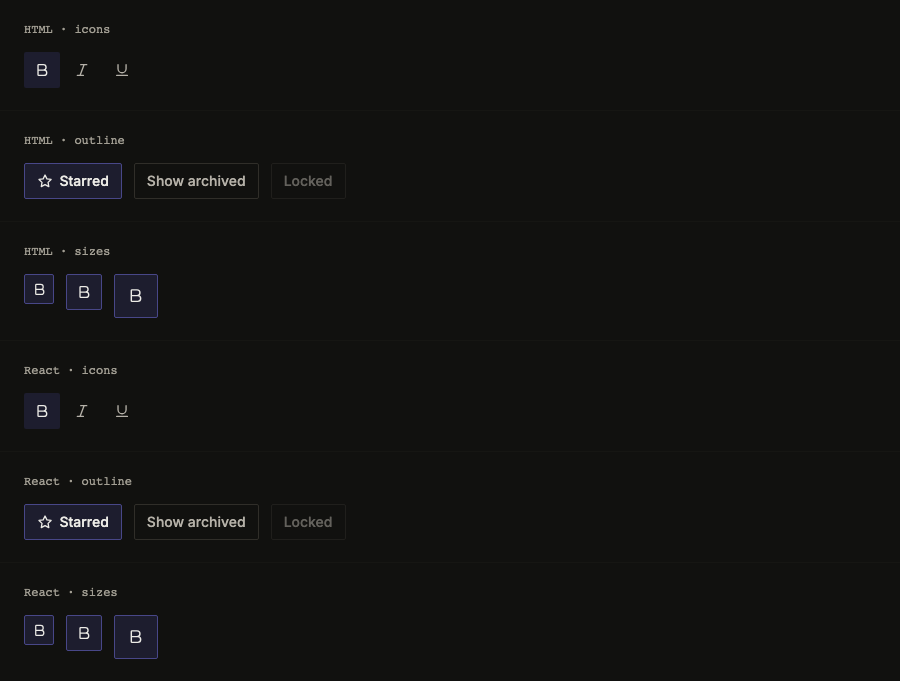 HTML · icons
B I U
HTML · outline
Starred Show archived Locked
HTML · sizes
B B B
React · icons
B I U
React · outline
Starred Show archived Locked
React · sizes
B B B